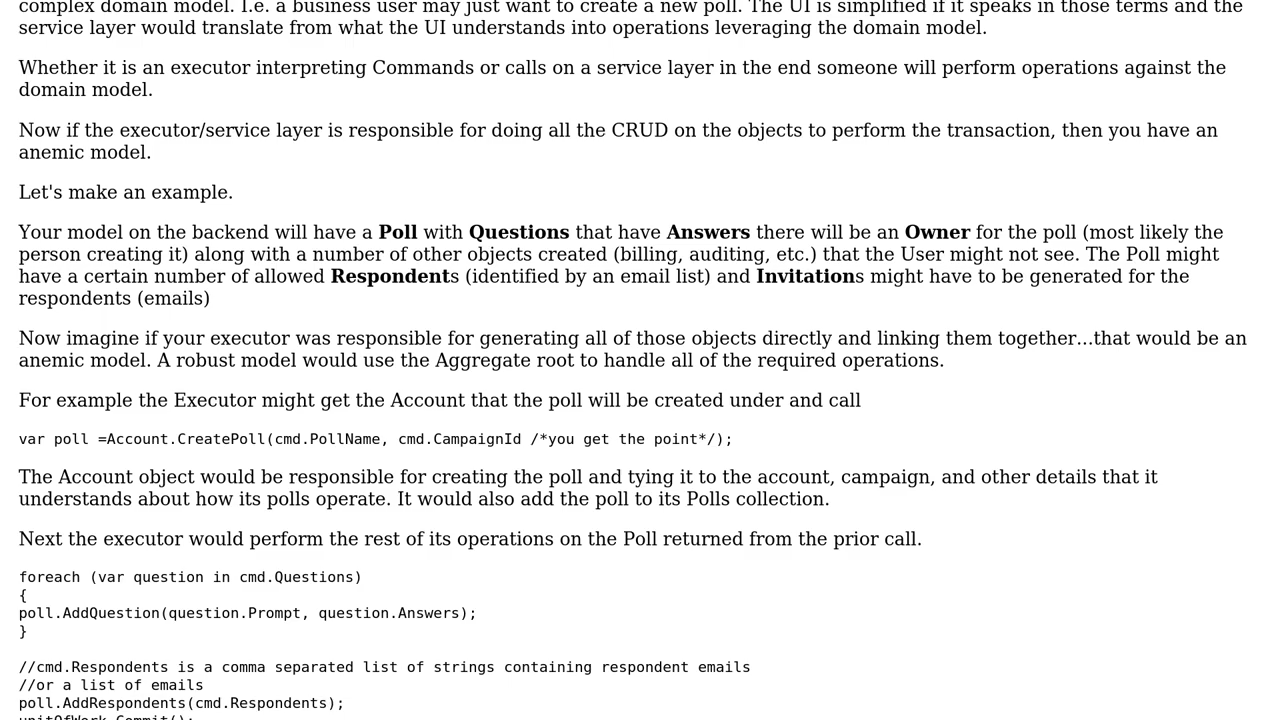 complex domain model. I.e. a business user may just want to create a new poll. The UI is simplified if it speaks in those terms and the
service layer would translate from what the UI understands into operations leveraging the domain model.
Whether it is an executor interpreting Commands or calls on a service layer in the end someone will perform operations against the
domain model.
Now if the executor/service layer is responsible for doing all the CRUD on the objects to perform the transaction, then you have an
anemic model.
Let's make an example.
Your model on the backend will have a Poll with Questions that have Answers there will be an Owner for the poll (most likely the
person creating it) along with a number of other objects created (billing, auditing, etc.) that the User might not see. The Poll might
have a certain number of allowed Respondents (identified by an email list) and Invitations might have to be generated for the
respondents (emails)
Now imagine if your executor was responsible for generating all of those objects directly and linking them together...that would be an
anemic model. A robust model would use the Aggregate root to handle all of the required operations.
For example the Executor might get the Account that the poll will be created under and call
var poll =Account.CreatePoll(cmd.PollName, cmd.CampaignId /*you get the point*/);
The Account object would be responsible for creating the poll and tying it to the account, campaign, and other details that it
understands about how its polls operate. It would also add the poll to its Polls collection.
Next the executor would perform the rest of its operations on the Poll returned from the prior call.
foreach (var question in cmd.Questions)
{
poll.AddQuestion(question.Prompt, question.Answers);
}
//cmd.Respondents is a comma separated list of strings containing respondent emails
//or a list of emails
poll.AddRespondents(cmd.Respondents);
unitOfWork.Commit();